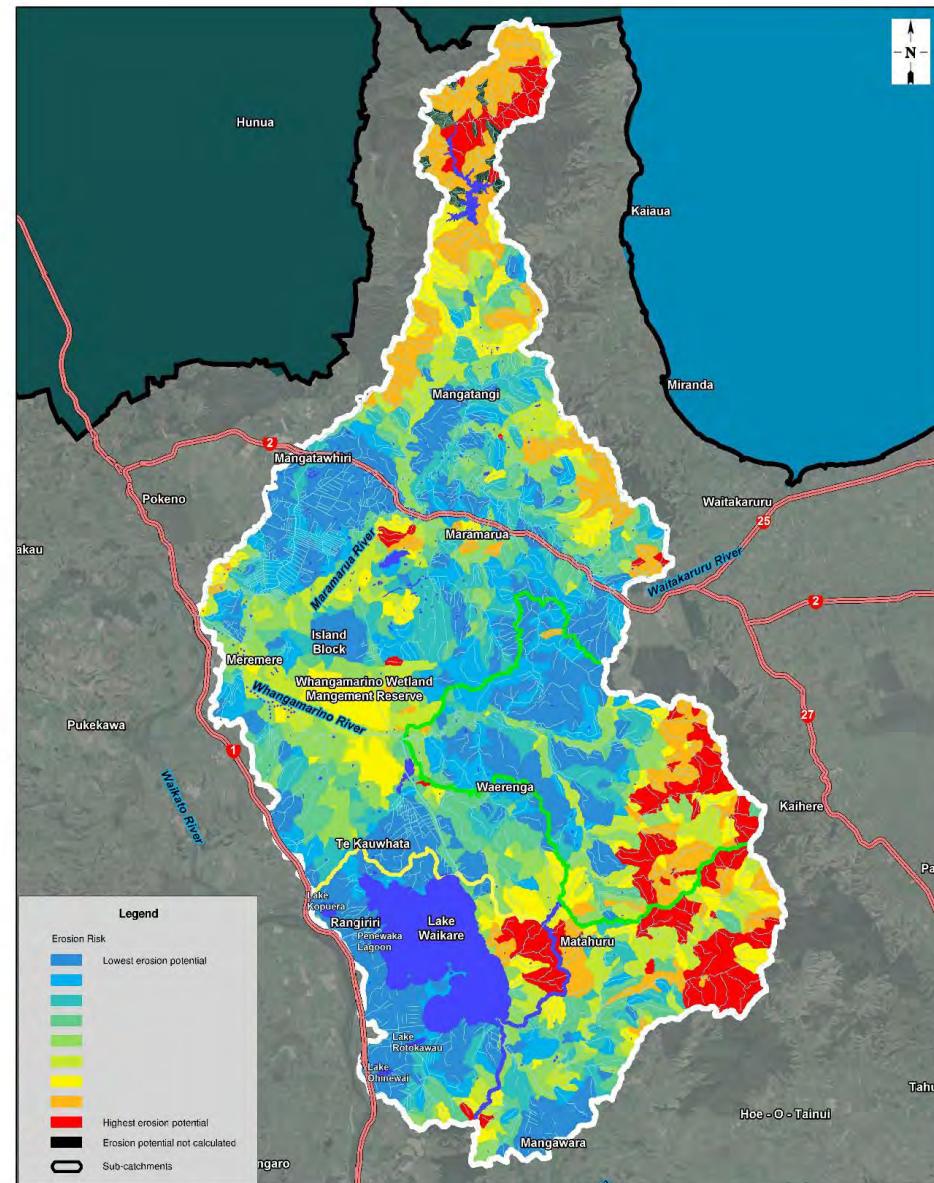 N
Hunua
Kaiaua
Miranda
Mangatangi
2
Mangatawhiri
Pokeno
Waitakaruru
25
akau
Maramarua
Maramarua River
Waitakaruru River
2
Island
Block
Meremere
Whangamarino Wetland
Mangement Reserve
Whangamarino River
Pukekawa
27
1
Waikato River
Waerenga
Kaihere
Te Kauwhata
Pa
Lake
Kopuera
Rangiriri
Penewaka
Lagoon
Lake
Waikare
Matahuru
Lake
Rotokawau
Lake
Ohinewai
Tahu
Hoe - O - Tainui
Mangawara
ngaro
Legend
Erosion Risk
Lowest erosion potential
Highest erosion potential
Erosion potential not calculated
Sub-catchments